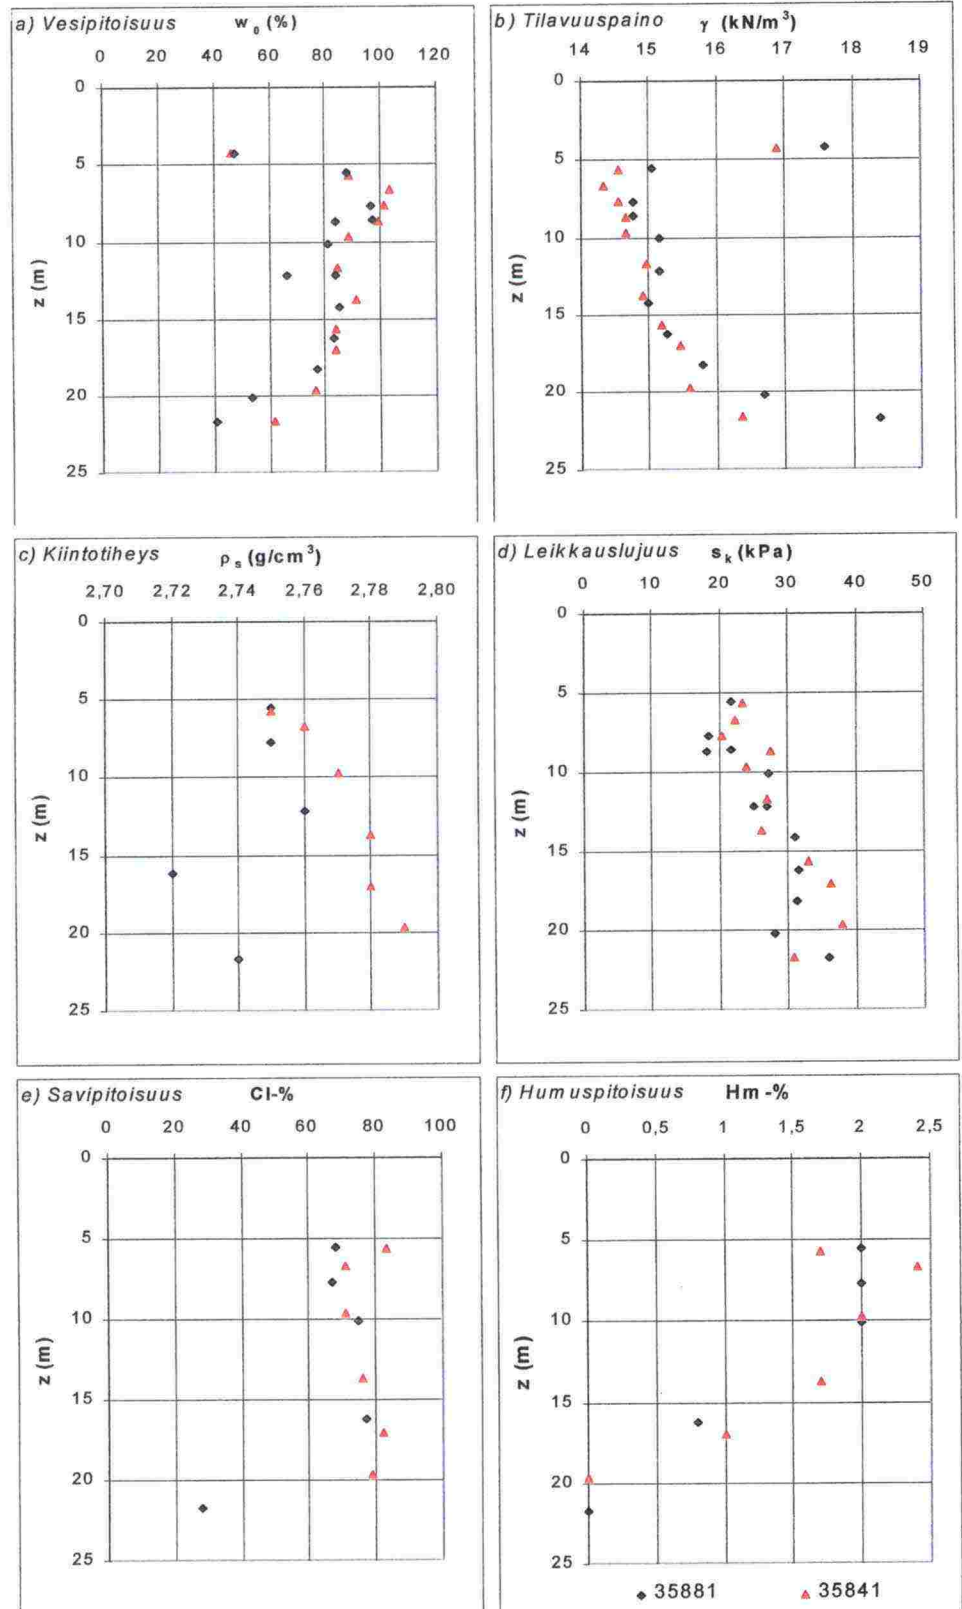 a) Vesipitoisuus w₀ (%)
0 20 40 60 80 100 120
0
5
10
15
20
25
z (m)
b) Tilavuuspaino γ (kN/m³)
14 15 16 17 18 19
0
5
10
15
20
25
z (m)
c) Kiintotiheys ρₛ (g/cm³)
2,70 2,72 2,74 2,76 2,78 2,80
0
5
10
15
20
25
z (m)
d) Leikkauslujuus sₖ (kPa)
0 10 20 30 40 50
0
5
10
15
20
25
z (m)
e) Savipitoisuus Cl-%
0 20 40 60 80 100
0
5
10
15
20
25
z (m)
f) Humuspitoisuus Hm-%
0 0,5 1 1,5 2 2,5
0
5
10
15
20
25
z (m)
35881 35841